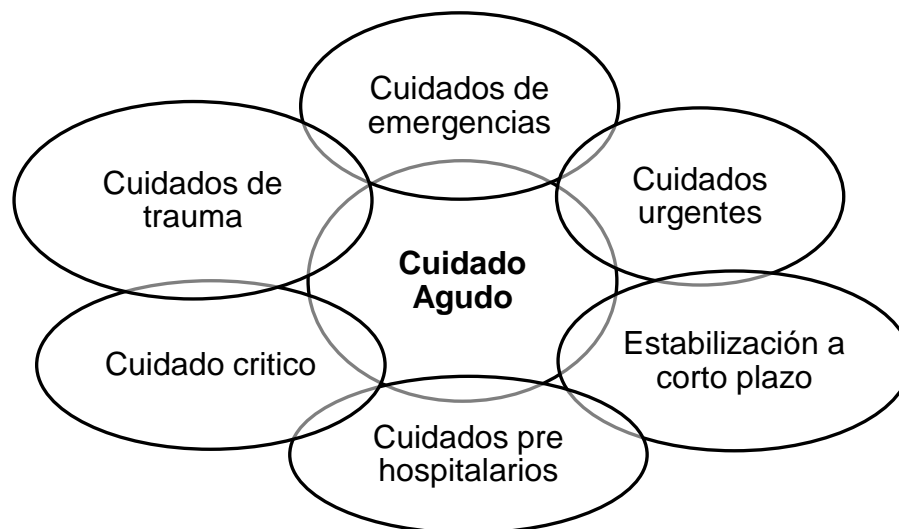 Cuidados de
emergencias
Cuidados
urgentes
Estabilización a
corto plazo
Cuidados pre
hospitalarios
Cuidado critico
Cuidados de
trauma
Cuidado
Agudo